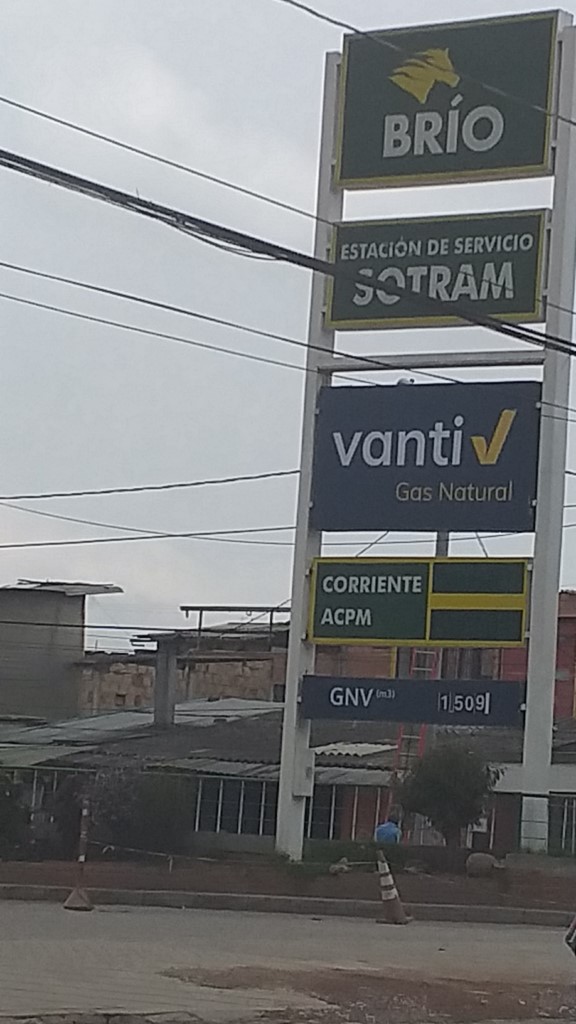 BRÍO
ESTACIÓN DE SERVICIO
SOTRAM
vanti
Gas Natural
CORRIENTE
ACPM
GNV (m3) 1,509